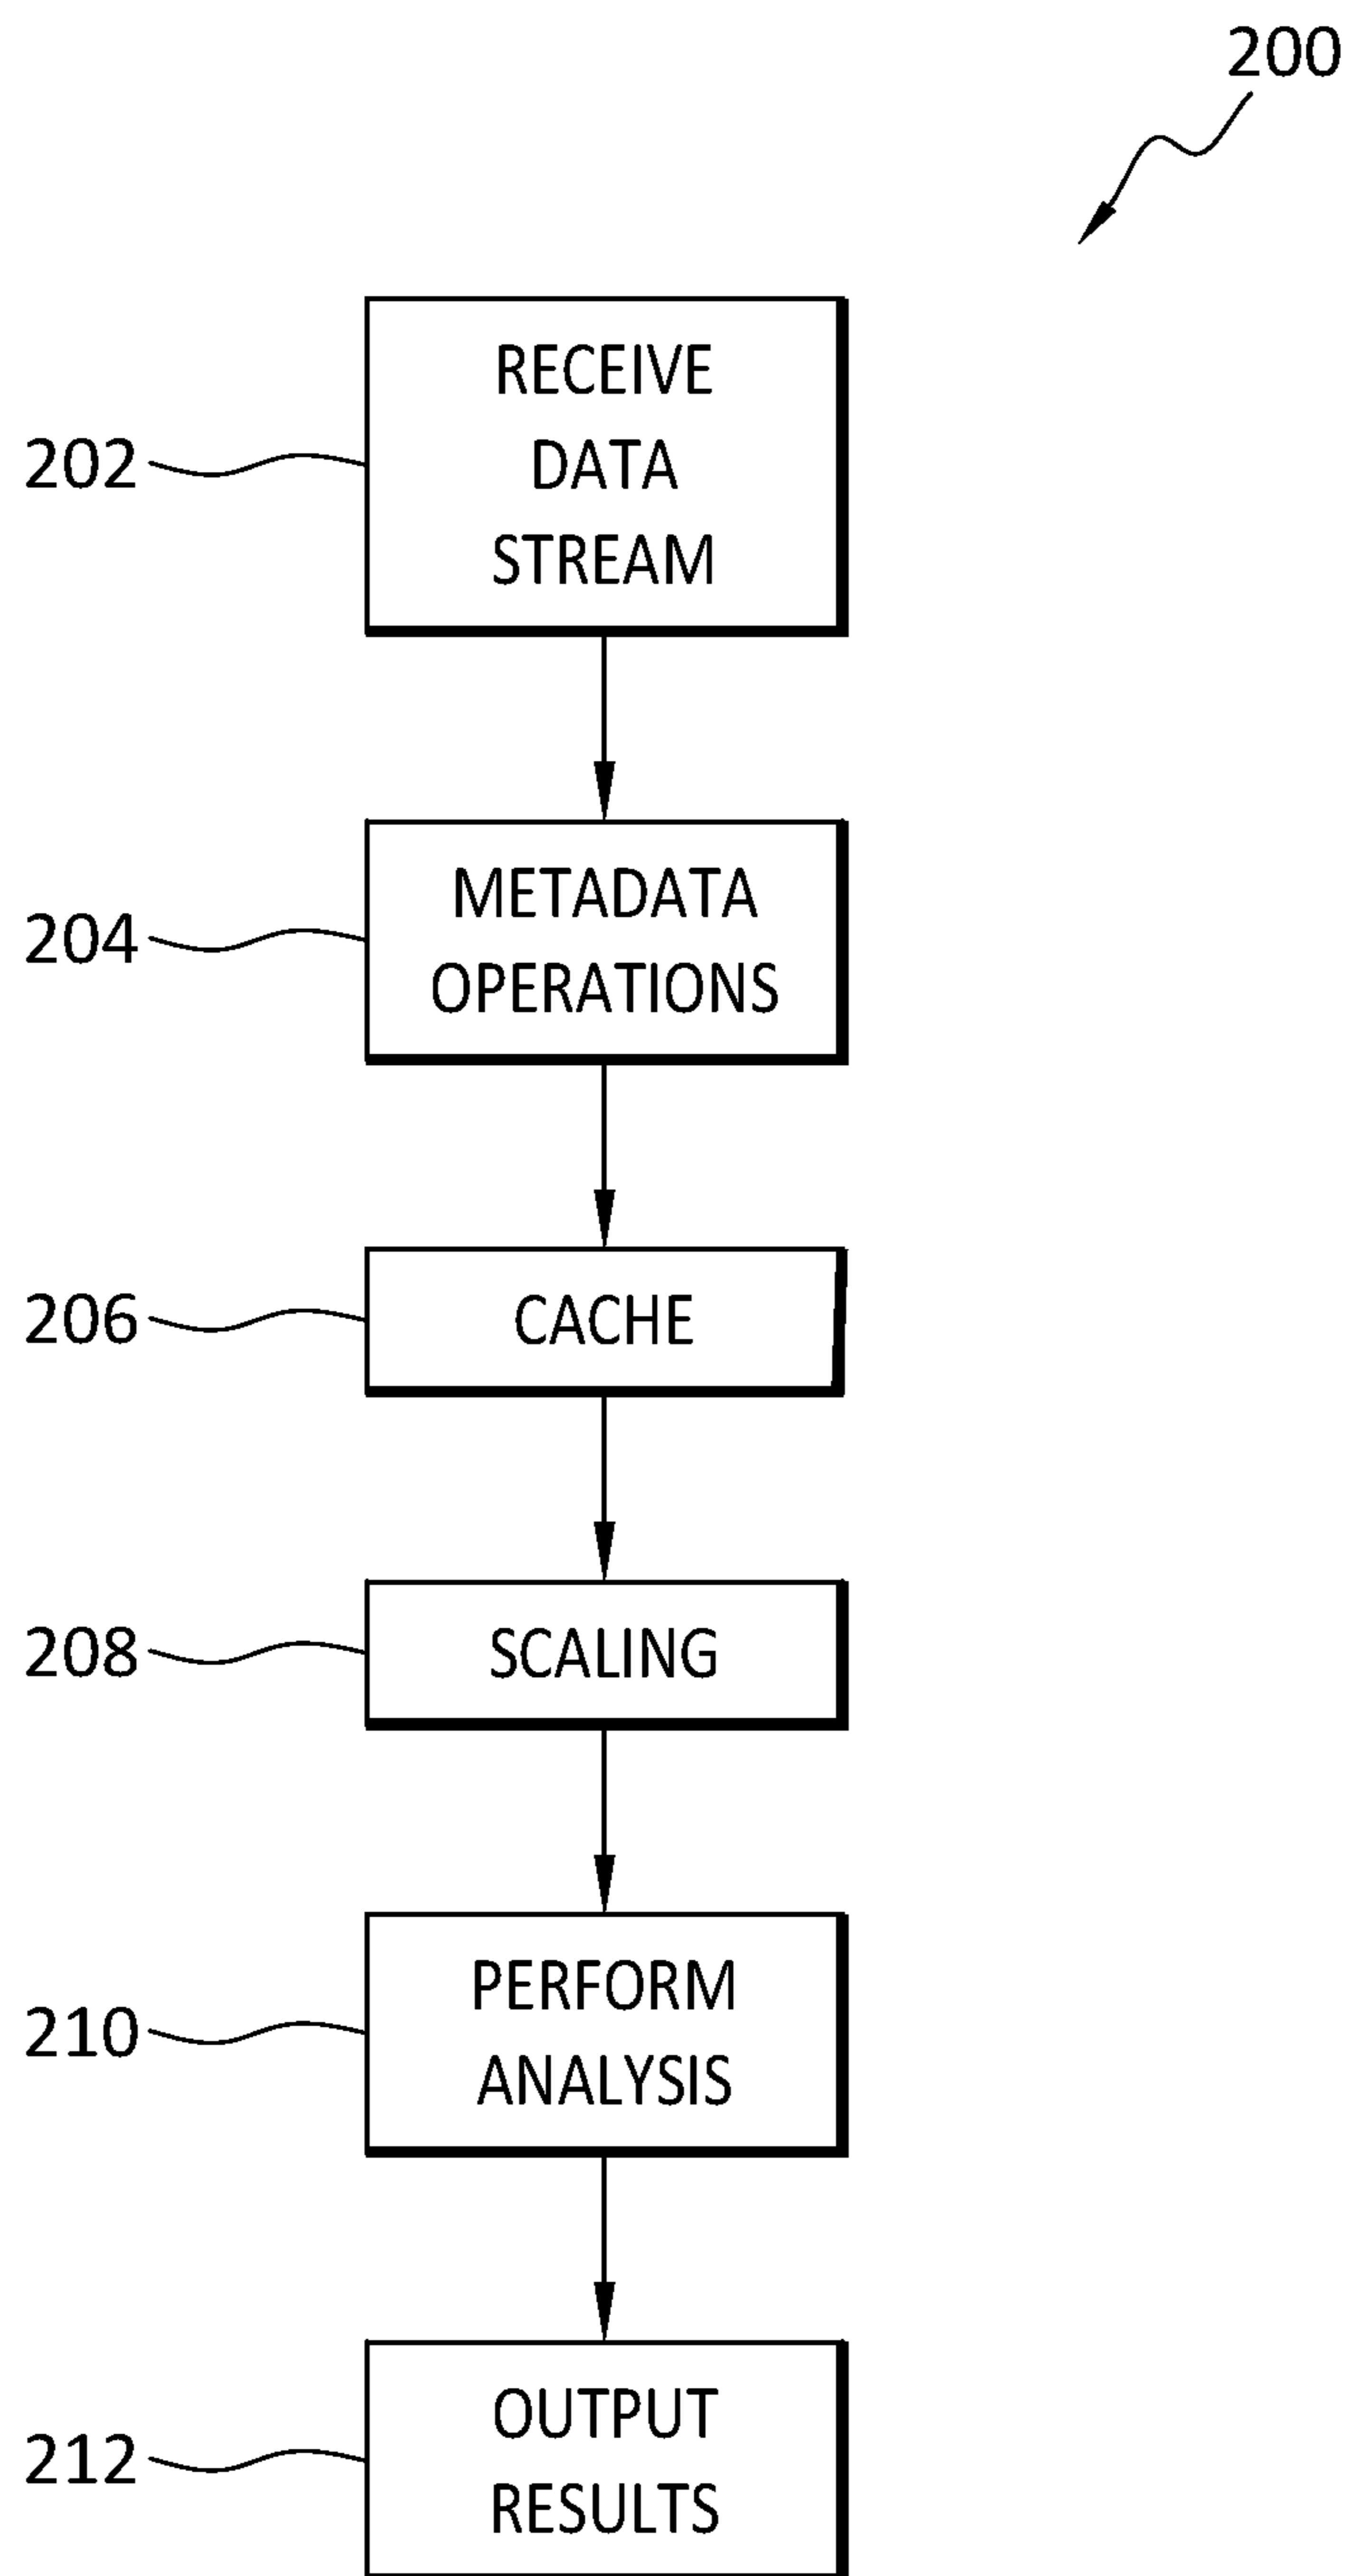 200
202
RECEIVE
DATA
STREAM
204
METADATA
OPERATIONS
206
CACHE
208
SCALING
210
PERFORM
ANALYSIS
212
OUTPUT
RESULTS